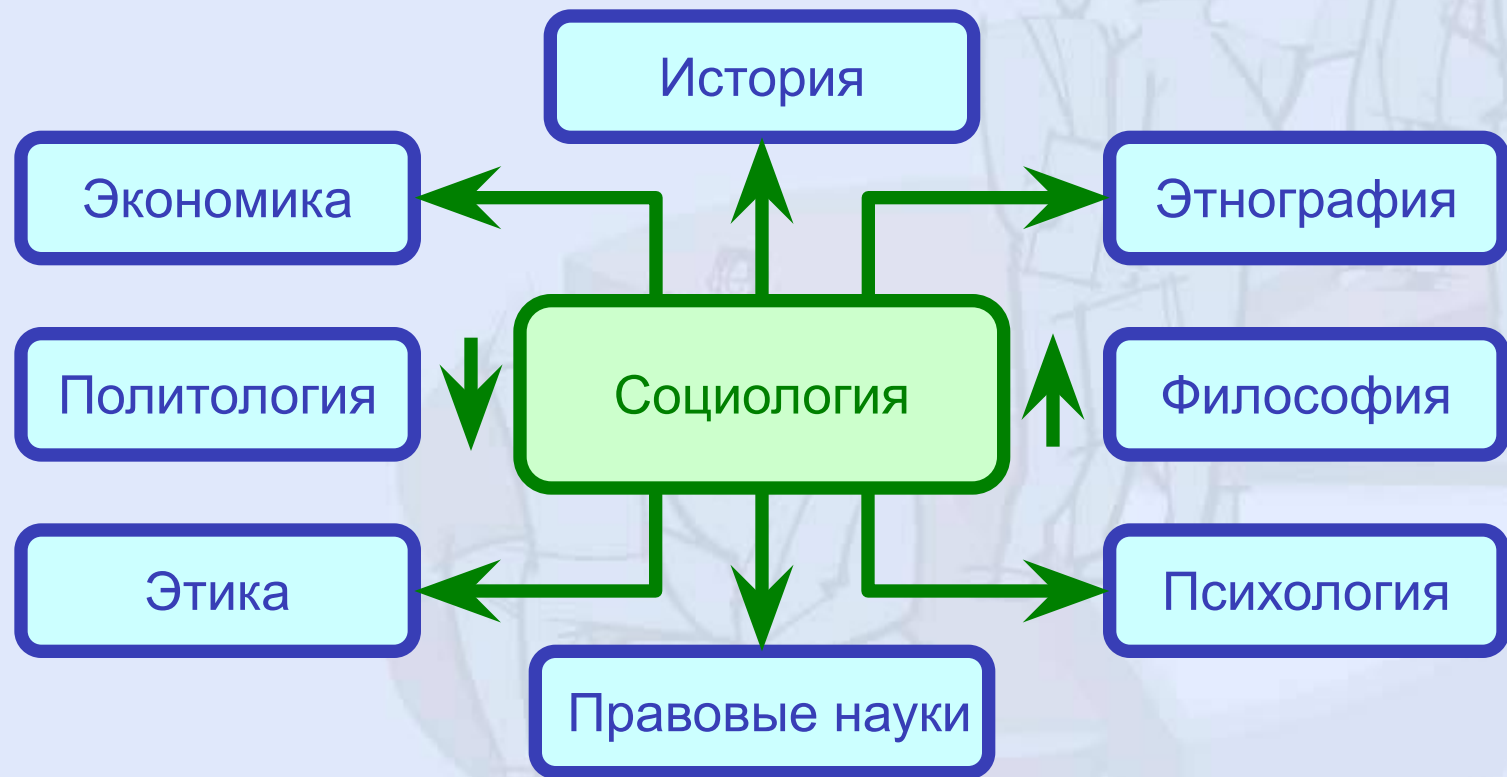 История
Экономика
Этнография
Политология
Социология
Философия
Этика
Психология
Правовые науки